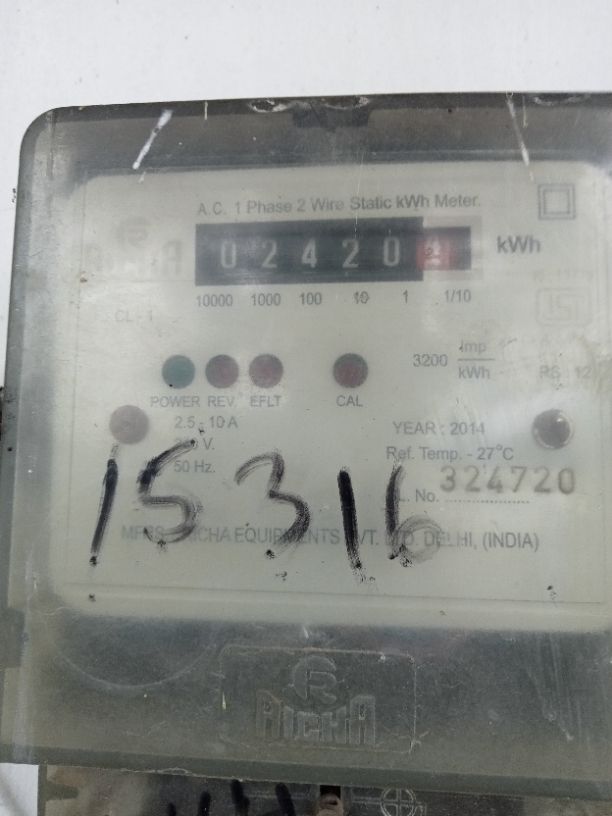 A.C. 1 Phase 2 Wire Static kWh Meter.
0 2 4 2 0 kWh
10000 1000 100 10 1 1/10
CL - 1
3200 Imp/kWh
POWER REV. EFLT CAL
2.5 - 10 A YEAR : 2014
V. Ref. Temp. - 27°C
50 Hz. No. 324720
15316
EQUIPMENTS DELHI, (INDIA)
RICHA